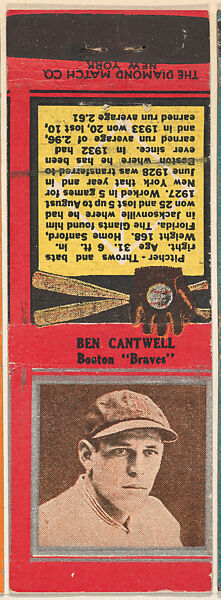 THE DIAMOND MATCH CO.
NEW YORK
Pitcher - Throws and bats
right. Age 31. 6 ft. in.
Weight 168. Home Sanford,
Florida. The Giants found him
in Jacksonville where he had
won 25 and lost 5 up to August
1927. Worked in 5 games for
New York that year and in
June 1928 was transferred to
Boston where he has been
ever since. In 1932 had
earned run average of 2.96,
and in 1933 won 20, lost 10,
earned run average 2.61.
BEN CANTWELL
Boston "Braves"